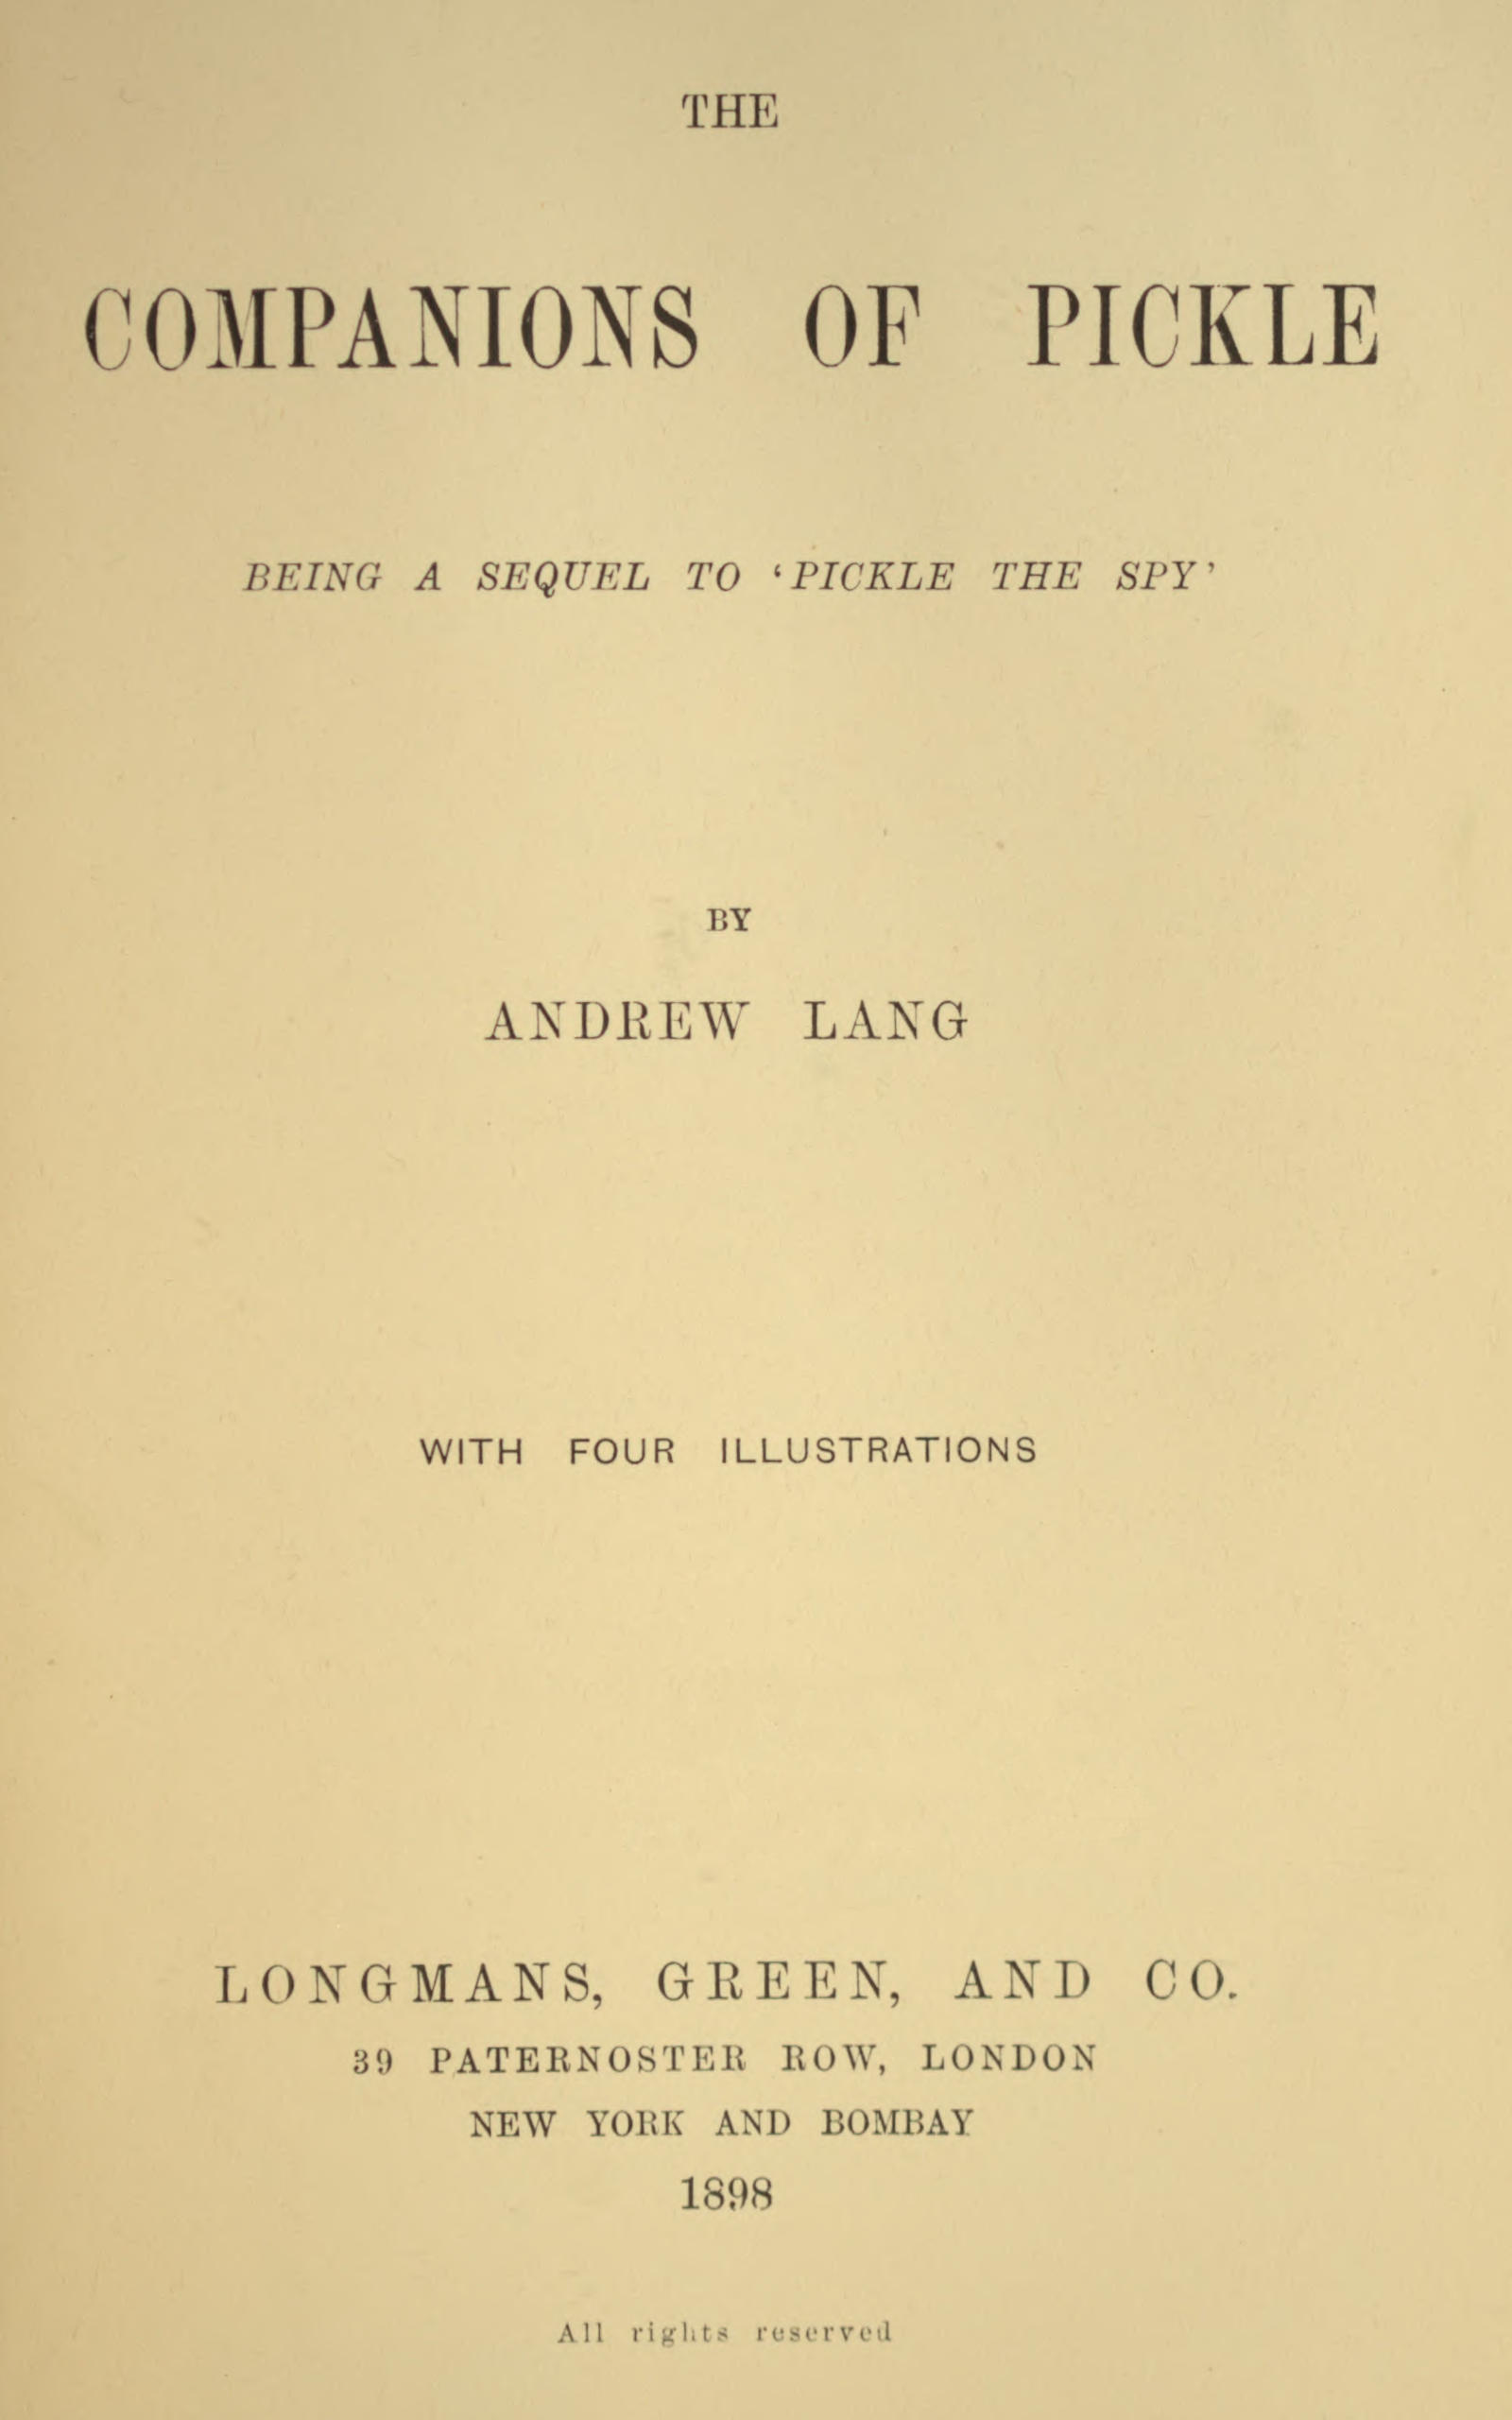 THE
COMPANIONS OF PICKLE
BEING A SEQUEL TO ‘PICKLE THE SPY’
BY
ANDREW LANG
WITH FOUR ILLUSTRATIONS
LONGMANS, GREEN, AND CO.
39 PATERNOSTER ROW, LONDON
NEW YORK AND BOMBAY
1898
All rights reserved